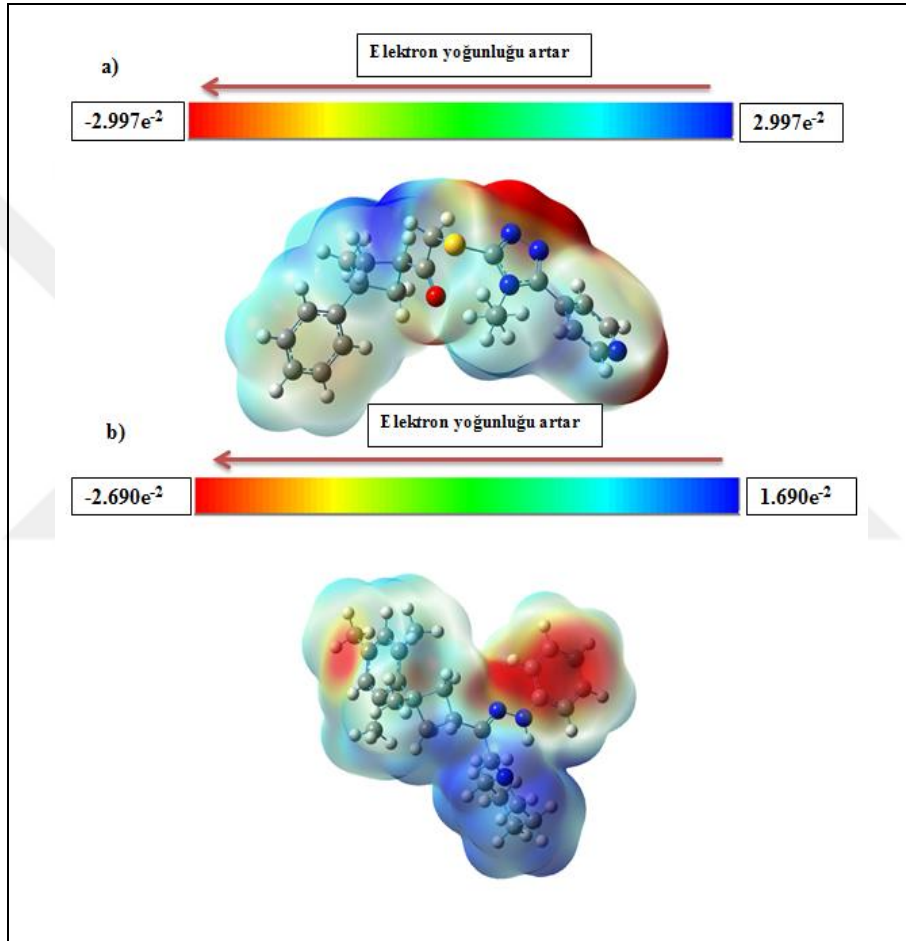 a)
Elektron yoğunluğu artar
-2.997e⁻²
2.997e⁻²
b)
Elektron yoğunluğu artar
-2.690e⁻²
1.690e⁻²